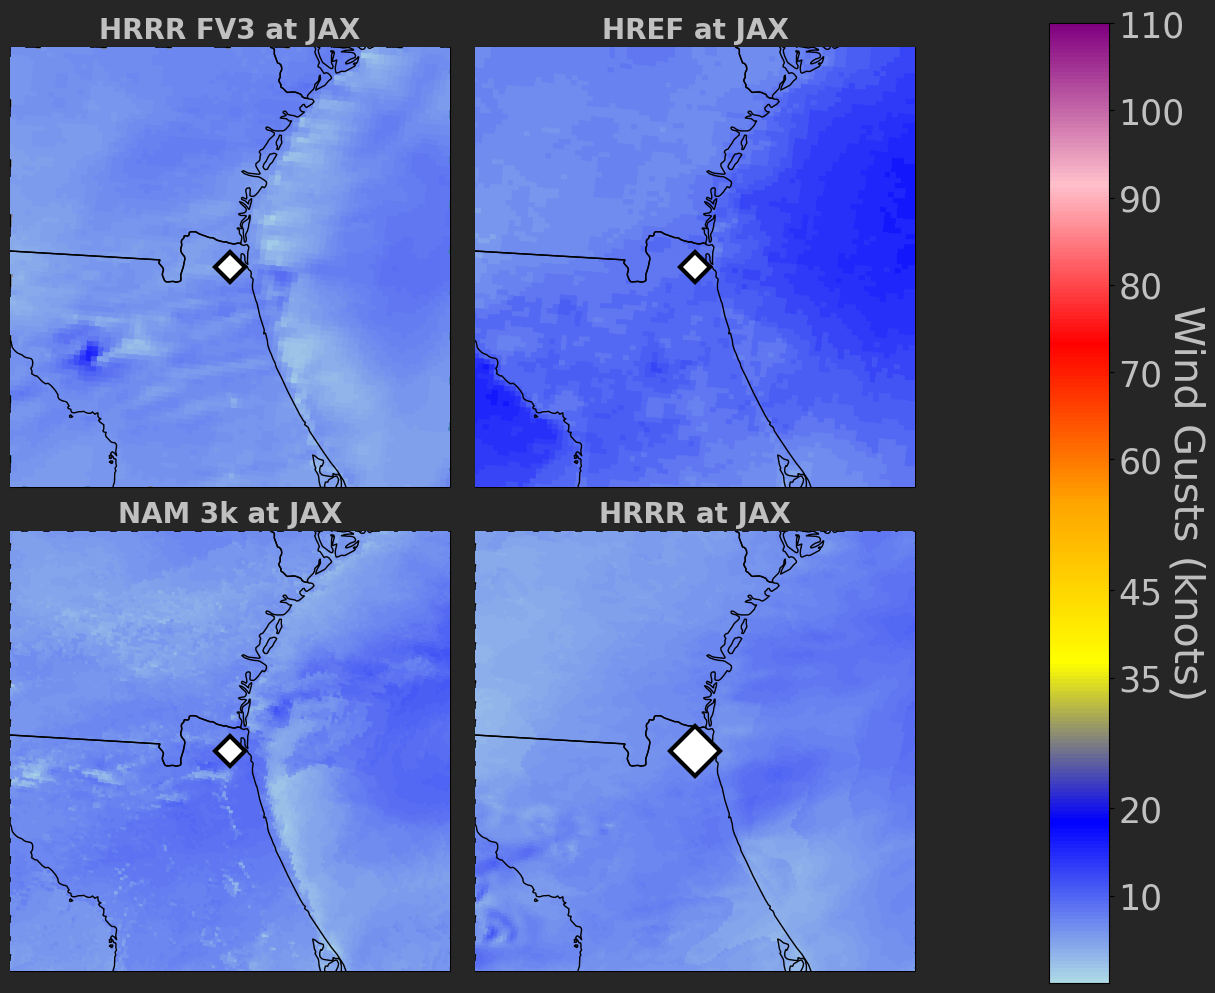 HRRR FV3 at JAX
HREF at JAX
NAM 3k at JAX
HRRR at JAX
110
100
90
80
70
60
45
35
20
10
Wind Gusts (knots)